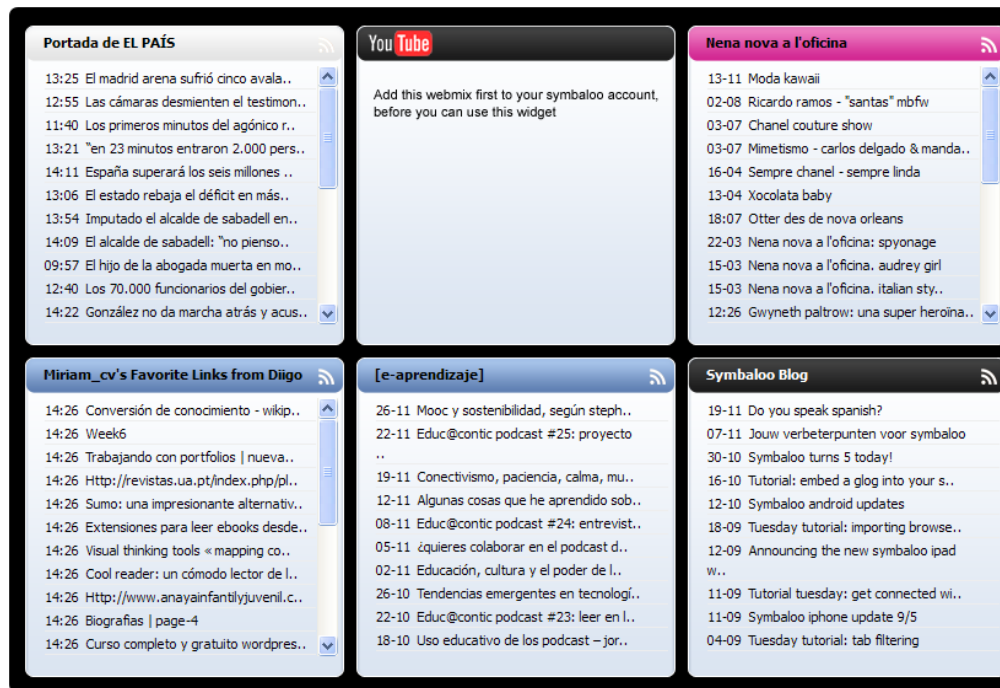 Portada de EL PAÍS
13:25 El madrid arena sufrió cinco avala..
12:55 Las cámaras desmienten el testimon..
11:40 Los primeros minutos del agónico r..
13:21 "en 23 minutos entraron 2.000 pers..
14:11 España superará los seis millones ..
13:06 El estado rebaja el déficit en más..
13:54 Imputado el alcalde de sabadell en..
14:09 El alcalde de sabadell: "no pienso..
09:57 El hijo de la abogada muerta en mo..
12:40 Los 70.000 funcionarios del gobier..
14:22 González no da marcha atrás y acus..
YouTube
Add this webmix first to your symbaloo account,
before you can use this widget
Nena nova a l'oficina
13-11 Moda kawaii
02-08 Ricardo ramos - "santas" mbfw
03-07 Chanel couture show
03-07 Mimetismo - carlos delgado & manda..
16-04 Sempre chanel - sempre linda
13-04 Xocolata baby
18:07 Otter des de nova orleans
22-03 Nena nova a l'oficina: spyonage
15-03 Nena nova a l'oficina. audrey girl
15-03 Nena nova a l'oficina. italian sty..
12:26 Gwyneth paltrow: una super heroïna..
Miriam_cv's Favorite Links from Diigo
14:26 Conversión de conocimiento - wikip..
14:26 Week6
14:26 Trabajando con portfolios | nueva..
14:26 Http://revistas.ua.pt/index.php/pl..
14:26 Sumo: una impresionante alternativ..
14:26 Extensiones para leer ebooks desde..
14:26 Visual thinking tools « mapping co..
14:26 Cool reader: un cómodo lector de l..
14:26 Http://www.anayainfantilyjuvenil.c..
14:26 Biografias | page-4
14:26 Curso completo y gratuito wordpres..
[e-aprendizaje]
26-11 Mooc y sostenibilidad, según steph..
22-11 Educ@contic podcast #25: proyecto
..
19-11 Conectivismo, paciencia, calma, mu..
12-11 Algunas cosas que he aprendido sob..
08-11 Educ@contic podcast #24: entrevist..
05-11 ¿quieres colaborar en el podcast d..
02-11 Educación, cultura y el poder de l..
26-10 Tendencias emergentes en tecnologí..
22-10 Educ@contic podcast #23: leer en l..
18-10 Uso educativo de los podcast – jor..
Symbaloo Blog
19-11 Do you speak spanish?
07-11 Jouw verbeterpunten voor symbaloo
30-10 Symbaloo turns 5 today!
16-10 Tutorial: embed a glog into your s..
12-10 Symbaloo android updates
18-09 Tuesday tutorial: importing browse..
12-09 Announcing the new symbaloo ipad
w..
11-09 Tutorial tuesday: get connected wi..
11-09 Symbaloo iphone update 9/5
04-09 Tuesday tutorial: tab filtering